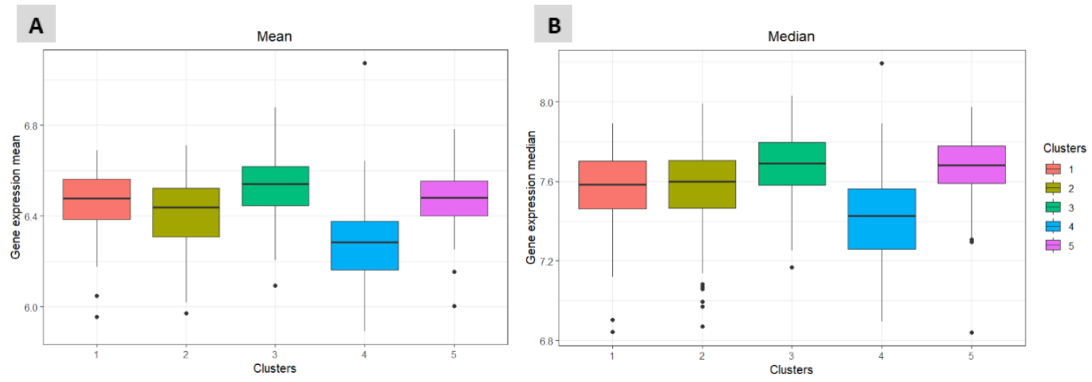 A
Mean
Gene expression mean
6.8
6.4
6.0
1 2 3 4 5
Clusters
B
Median
Gene expression median
8.0
7.6
7.2
6.8
1 2 3 4 5
Clusters
Clusters
1
2
3
4
5